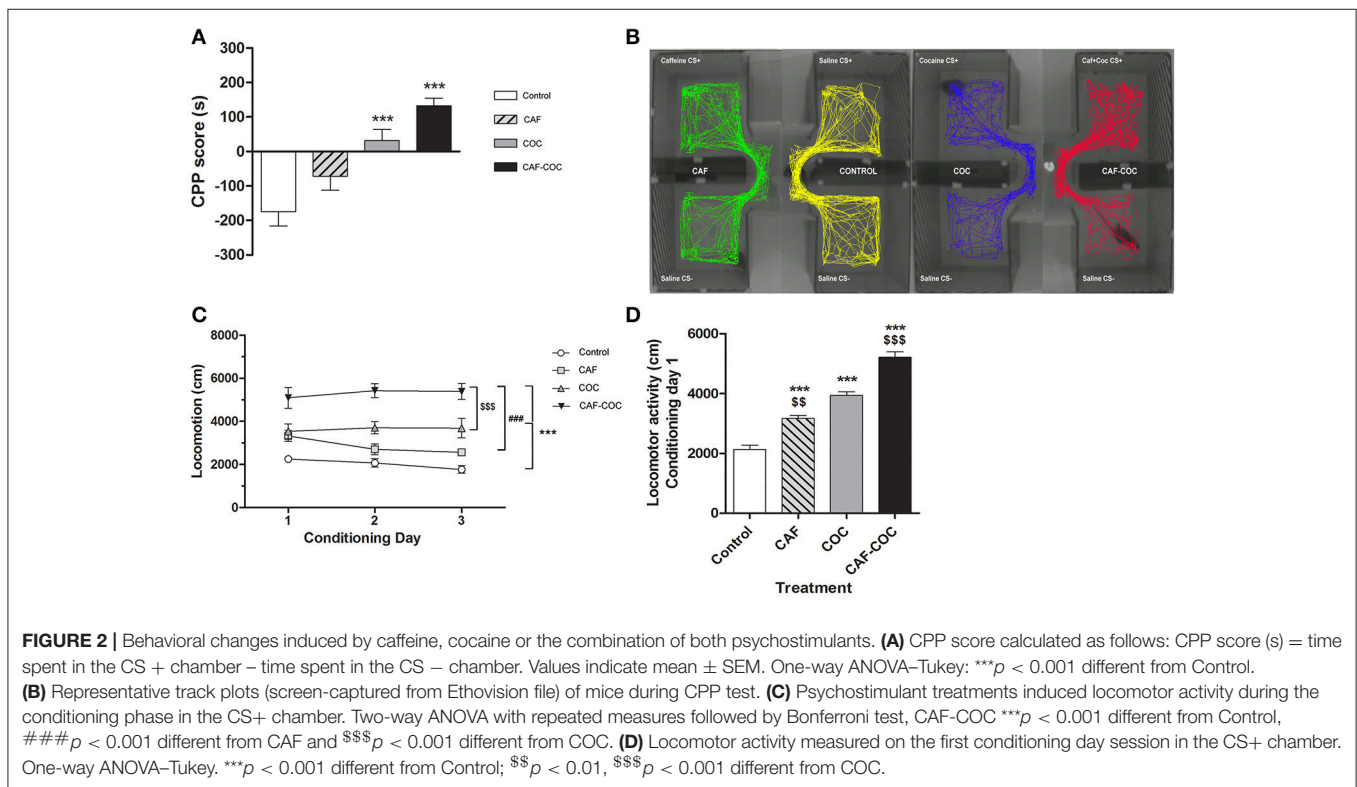 A
300
200
100
0
-100
-200
-300
CPP score (s)
***
***
Control
CAF
COC
CAF-COC
B
Caffeine CS+
Saline CS+
Cocaine CS+
Caf+Coc CS+
CAF
CONTROL
COC
CAF-COC
Saline CS-
Saline CS-
Saline CS-
Saline CS-
C
8000
6000
4000
2000
0
Locomotion (cm)
1
2
3
Conditioning Day
Control
CAF
COC
CAF-COC
$$$
###
***
D
6000
4000
2000
0
Locomotor activity (cm)
Conditioning day 1
***
$$
***
***
$$$
Control
CAF
COC
CAF-COC
Treatment
FIGURE 2 | Behavioral changes induced by caffeine, cocaine or the combination of both psychostimulants. (A) CPP score calculated as follows: CPP score (s) = time
spent in the CS + chamber – time spent in the CS – chamber. Values indicate mean ± SEM. One-way ANOVA–Tukey: ***p < 0.001 different from Control.
(B) Representative track plots (screen-captured from Ethovision file) of mice during CPP test. (C) Psychostimulant treatments induced locomotor activity during the
conditioning phase in the CS+ chamber. Two-way ANOVA with repeated measures followed by Bonferroni test, CAF-COC ***p < 0.001 different from Control,
###p < 0.001 different from CAF and $$$p < 0.001 different from COC. (D) Locomotor activity measured on the first conditioning day session in the CS+ chamber.
One-way ANOVA–Tukey. ***p < 0.001 different from Control; $$p < 0.01, $$$p < 0.001 different from COC.